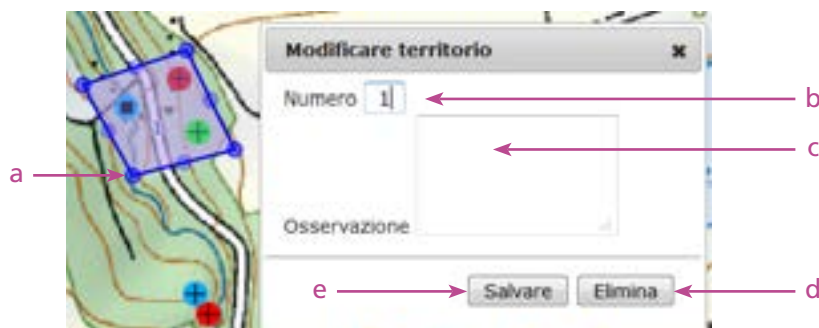 Modificare territorio ✖
Numero 1
b
c
a
Osservazione
e
Salvare Elimina
d